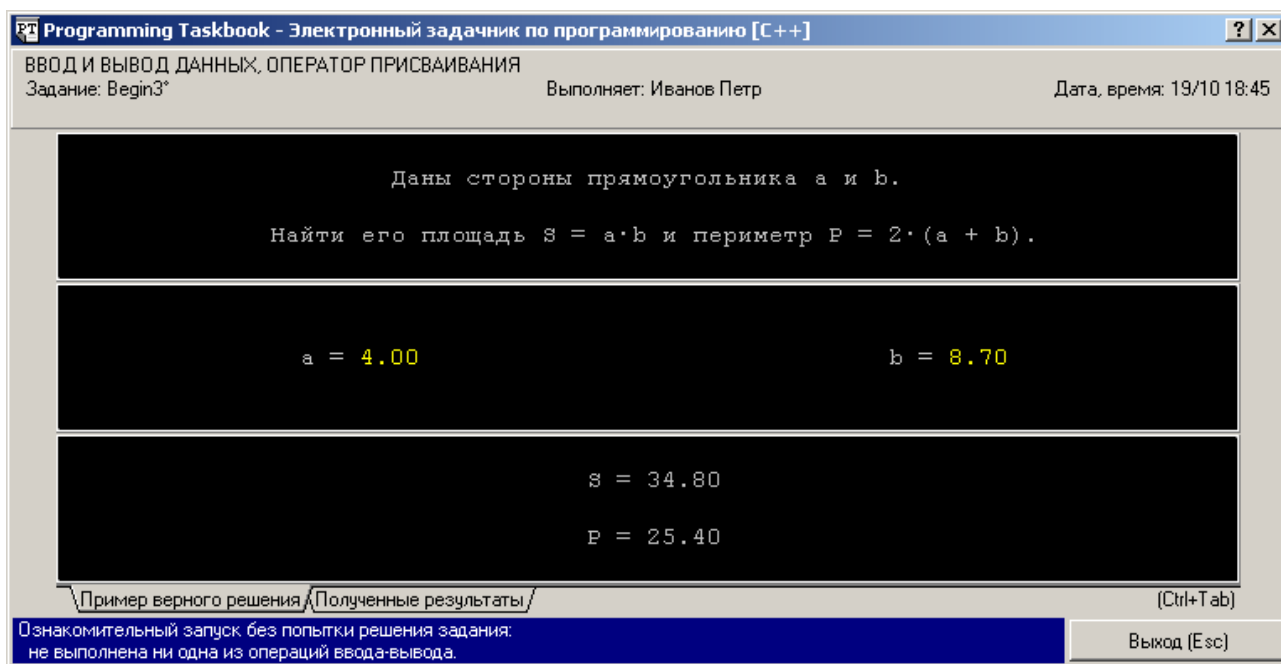 Programming Taskbook - Электронный задачник по программированию [C++]
ВВОД И ВЫВОД ДАННЫХ, ОПЕРАТОР ПРИСВАИВАНИЯ
Задание: Begin3° Выполняет: Иванов Петр Дата, время: 19/10 18:45
Даны стороны прямоугольника a и b.
Найти его площадь S = a·b и периметр P = 2·(a + b).
a = 4.00 b = 8.70
S = 34.80
P = 25.40
Пример верного решения Полученные результаты (Ctrl+Tab)
Ознакомительный запуск без попытки решения задания:
не выполнена ни одна из операций ввода-вывода.
Выход (Esc)